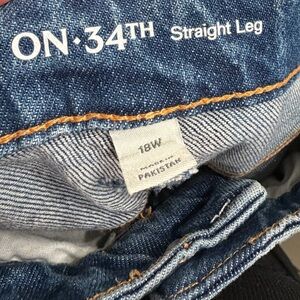 ON·34TH Straight Leg
18W
MADE IN
PAKISTAN